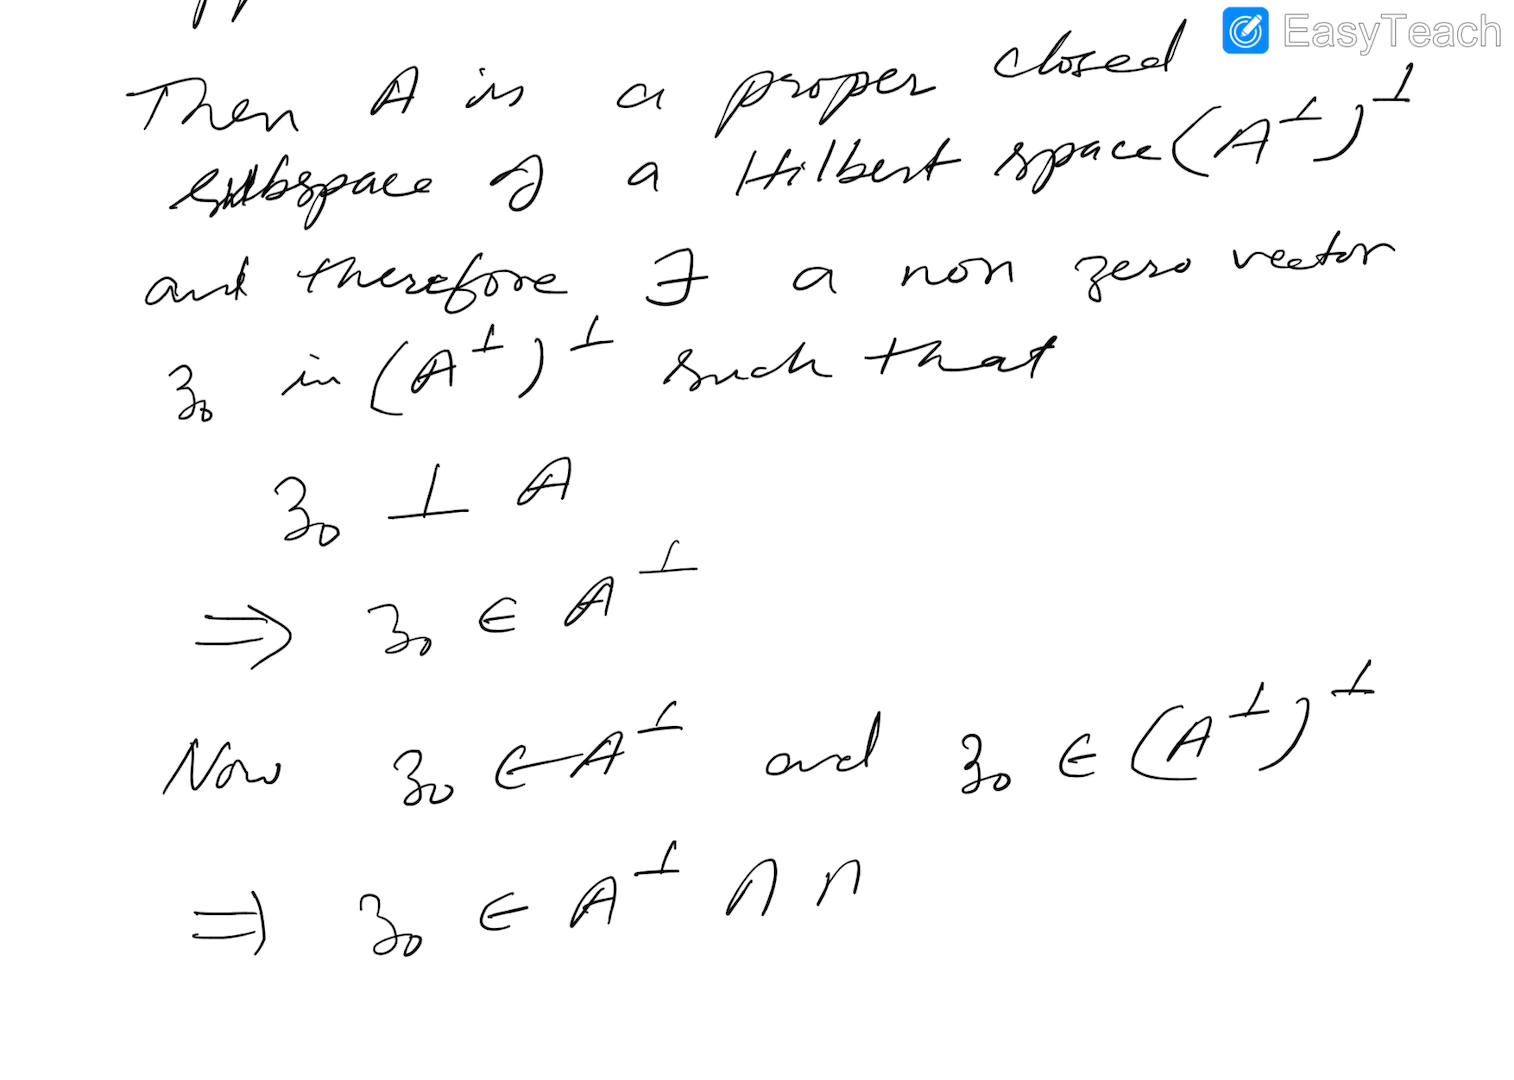 EasyTeach
Then A is a proper closed
subspace of a Hilbert space (A⊥)⊥
and therefore ∃ a non zero vector
z₀ in (A⊥)⊥ such that
z₀ ⊥ A
⇒ z₀ ∈ A⊥
Now z₀ ∈ A⊥ and z₀ ∈ (A⊥)⊥
⇒ z₀ ∈ A⊥ ∩ ∩